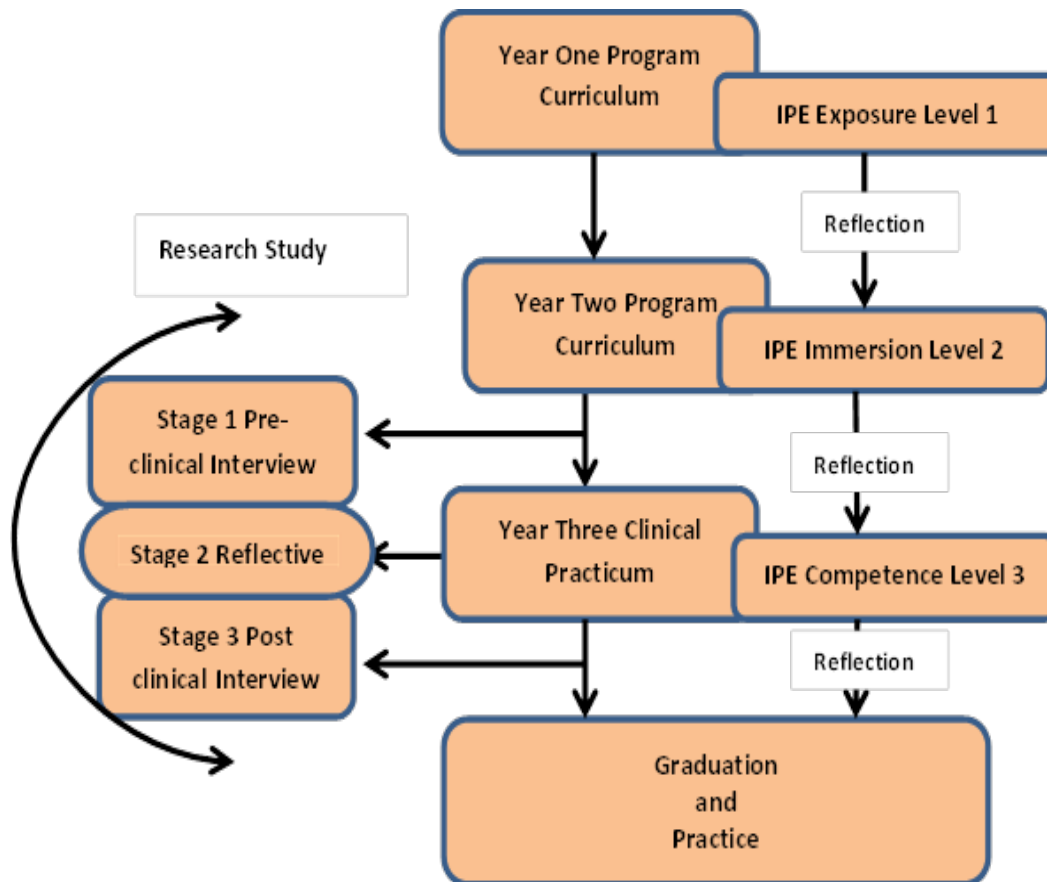 Year One Program
Curriculum
IPE Exposure Level 1
Reflection
Research Study
Year Two Program
Curriculum
IPE Immersion Level 2
Stage 1 Pre-
clinical Interview
Reflection
Year Three Clinical
Practicum
Stage 2 Reflective
IPE Competence Level 3
Stage 3 Post
clinical Interview
Reflection
Graduation
and
Practice